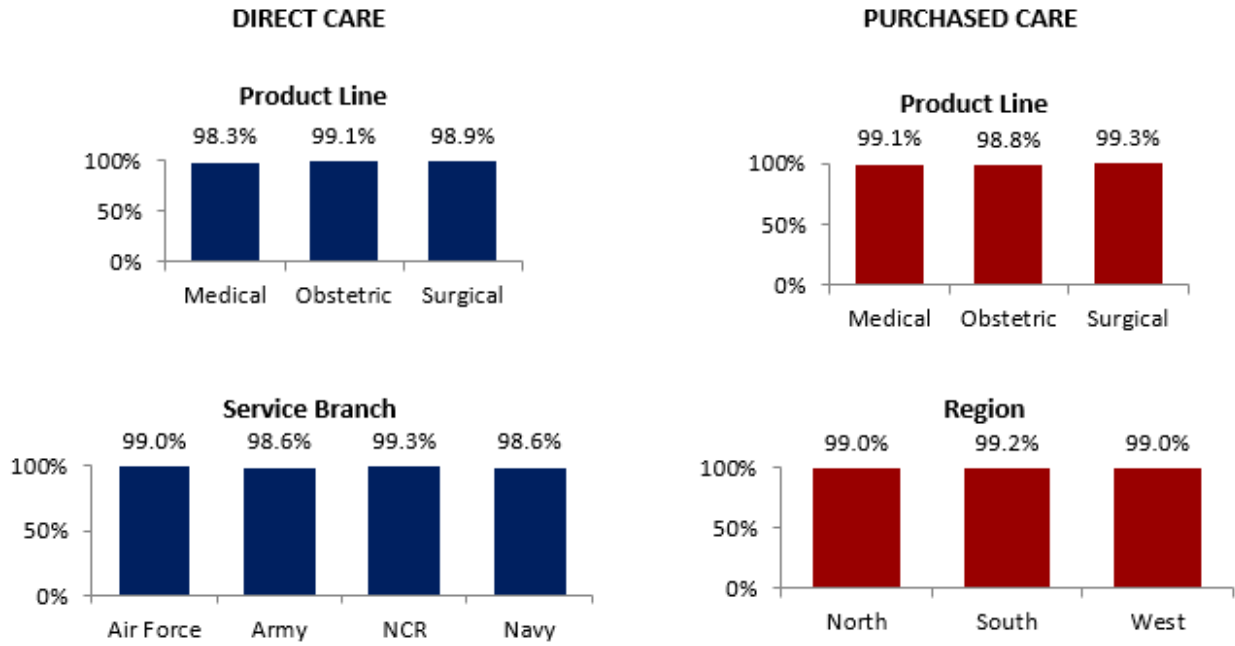 DIRECT CARE
PURCHASED CARE
Product Line
98.3% 99.1% 98.9%
100%
50%
0%
Medical Obstetric Surgical
Product Line
99.1% 98.8% 99.3%
100%
50%
0%
Medical Obstetric Surgical
Service Branch
99.0% 98.6% 99.3% 98.6%
100%
50%
0%
Air Force Army NCR Navy
Region
99.0% 99.2% 99.0%
100%
50%
0%
North South West